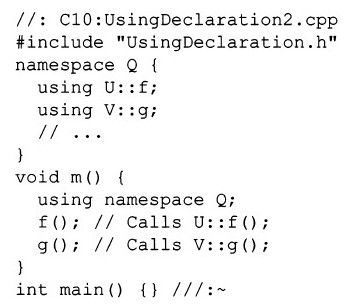 //: C10:UsingDeclaration2.cpp
#include "UsingDeclaration.h"
namespace Q {
  using U::f;
  using V::g;
  // ...
}
void m() {
  using namespace Q;
  f(); // Calls U::f();
  g(); // Calls V::g();
}
int main() {} ///:~